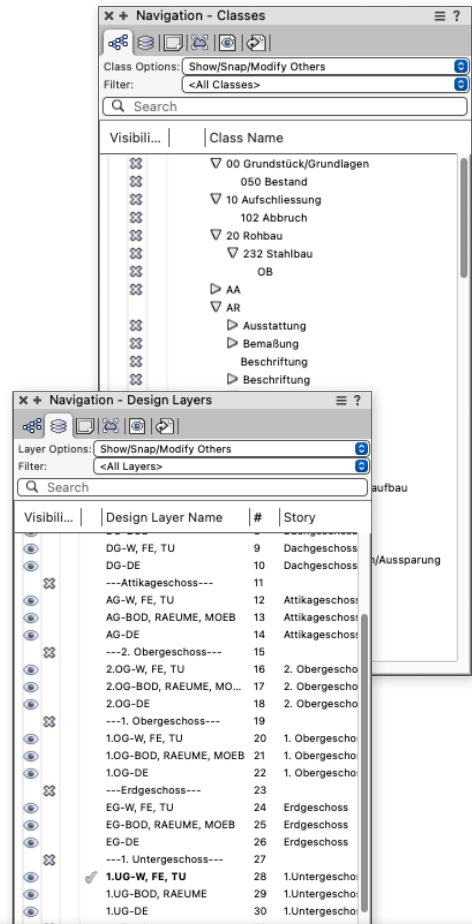 Navigation - Classes ?
Class Options: Show/Snap/Modify Others
Filter: <All Classes>
Search
Visibili... Class Name
00 Grundstück/Grundlagen
050 Bestand
10 Aufschliessung
102 Abbruch
20 Rohbau
232 Stahlbau
OB
AA
AR
Ausstattung
Bemaßung
Beschriftung
Beschriftung
aufbau
/Aussparung
Navigation - Design Layers ?
Layer Options: Show/Snap/Modify Others
Filter: <All Layers>
Search
Visibili... Design Layer Name # Story
DG-W, FE, TU 9 Dachgeschoss
DG-DE 10 Dachgeschoss
---Attikageschoss--- 11
AG-W, FE, TU 12 Attikageschoss
AG-BOD, RAEUME, MOEB 13 Attikageschoss
AG-DE 14 Attikageschoss
---2. Obergeschoss--- 15
2.OG-W, FE, TU 16 2. Obergescho
2.OG-BOD, RAEUME, MO... 17 2. Obergescho
2.OG-DE 18 2. Obergescho
---1. Obergeschoss--- 19
1.OG-W, FE, TU 20 1. Obergescho
1.OG-BOD, RAEUME, MOEB 21 1. Obergescho
1.OG-DE 22 1. Obergescho
---Erdgeschoss--- 23
EG-W, FE, TU 24 Erdgeschoss
EG-BOD, RAEUME, MOEB 25 Erdgeschoss
EG-DE 26 Erdgeschoss
---1. Untergeschoss--- 27
1.UG-W, FE, TU 28 1.Untergescho
1.UG-BOD, RAEUME 29 1.Untergescho
1.UG-DE 30 1.Untergescho